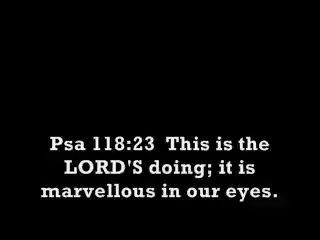 Psa 118:23  This is the
LORD'S doing; it is
marvellous in our eyes.